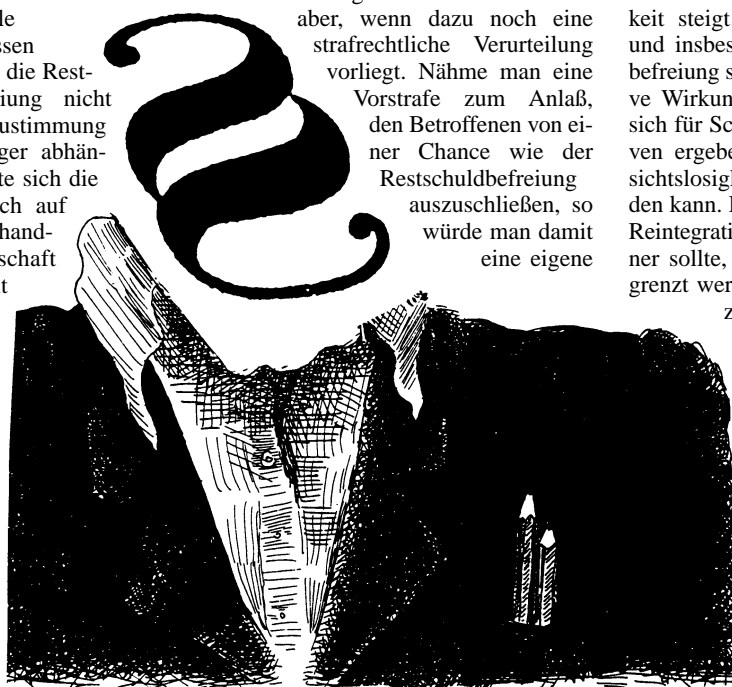 le
ssen
die Rest-
iung nicht
ustimmung
ger abhän-
te sich die
ch auf
hand-
schaft
t
aber, wenn dazu noch eine
strafrechtliche Verurteilung
vorliegt. Nähme man eine
Vorstrafe zum Anlaß,
den Betroffenen von ei-
ner Chance wie der
Restschuldbefreiung
auszuschließen, so
würde man damit
eine eigene
keit steigt
und insbes
befreiung s
ve Wirkun
sich für Sc
ven ergebe
sichtslosigl
den kann. I
Reintegrati
ner sollte,
grenzt wer
z
§